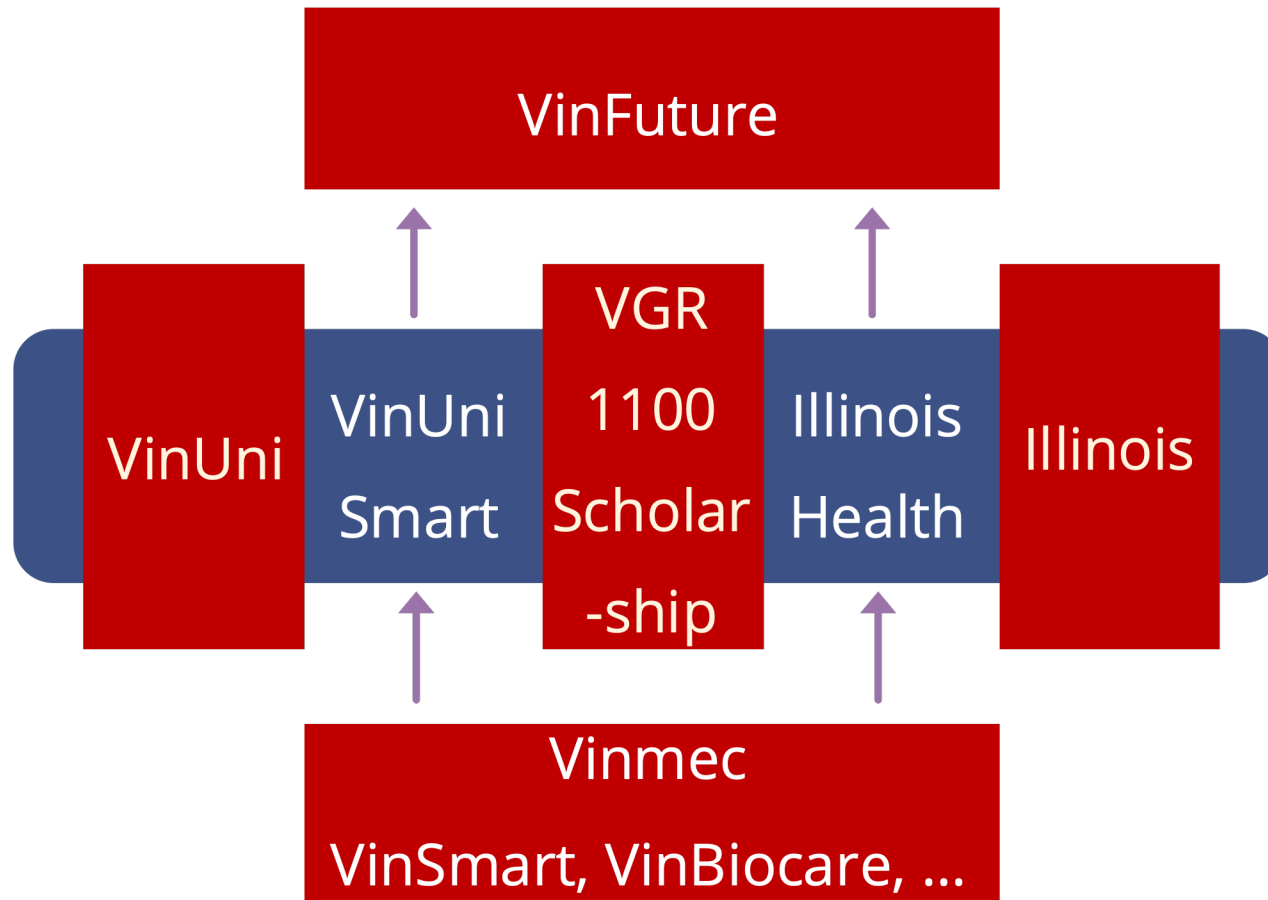 VinFuture
VinUni
VinUni
Smart
VGR
1100
Scholar
-ship
Illinois
Health
Illinois
Vinmec
VinSmart, VinBiocare, ...